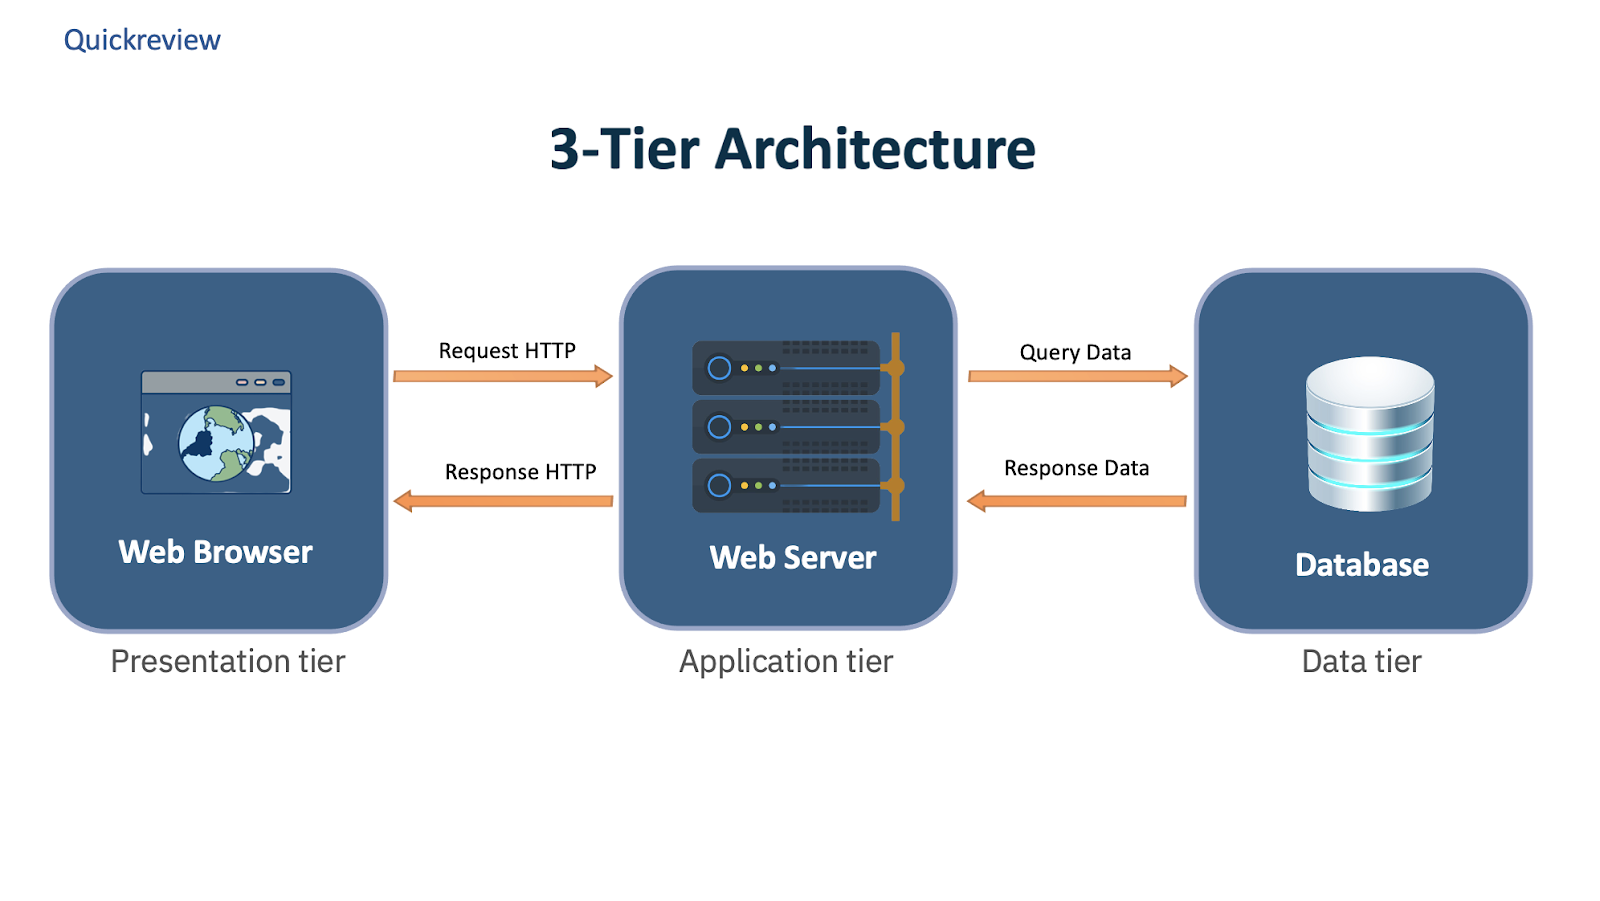 Quickreview
3-Tier Architecture
Request HTTP
Response HTTP
Query Data
Response Data
Web Browser
Web Server
Database
Presentation tier
Application tier
Data tier